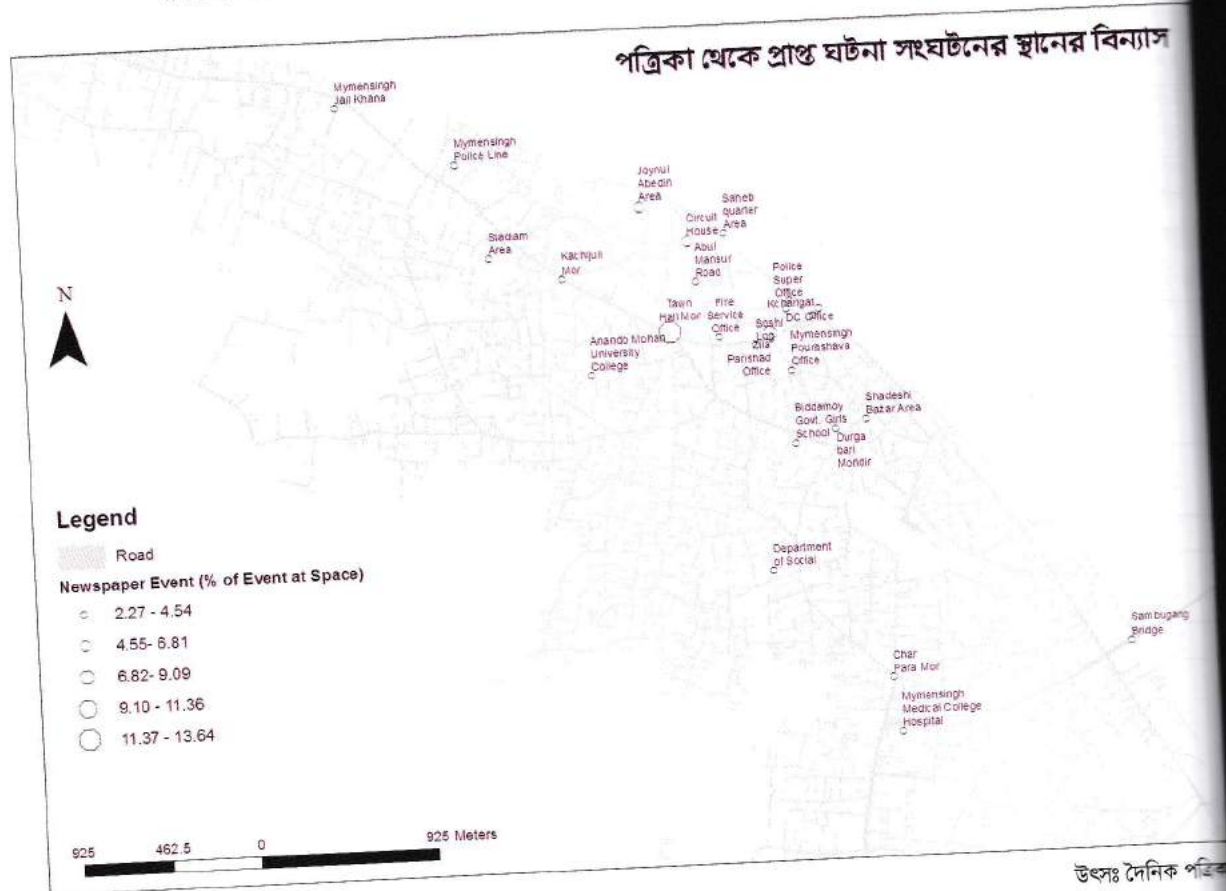 পত্রিকা থেকে প্রাপ্ত ঘটনা সংঘটনের স্থানের বিন্যাস
Mymensingh
Jail Khana
Mymensingh
Police Line
Joynul
Abedin
Area
Saheb
quarter
Area
Circuit
House
Stadiam
Area
Kachijuli
Mor
Abul
Mansur
Road
Police
Super
Office
N
Town
Hall Mor
Fire
Service
Office
DC Office
Soshi
Log
Zila
Parishad
Office
Mymensingh
Pourashava
Office
Anando Mohan
University
College
Shadeshi
Bazar Area
Biddamoy
Govt. Girls
School
Durga
bari
Mondir
Legend
Road
Newspaper Event (% of Event at Space)
2.27 - 4.54
4.55- 6.81
6.82- 9.09
9.10 - 11.36
11.37 - 13.64
Department
of Social
Sambugang
Bridge
Char
Para Mor
Mymensingh
Medical College
Hospital
925 462.5 0 925 Meters
উৎসঃ দৈনিক